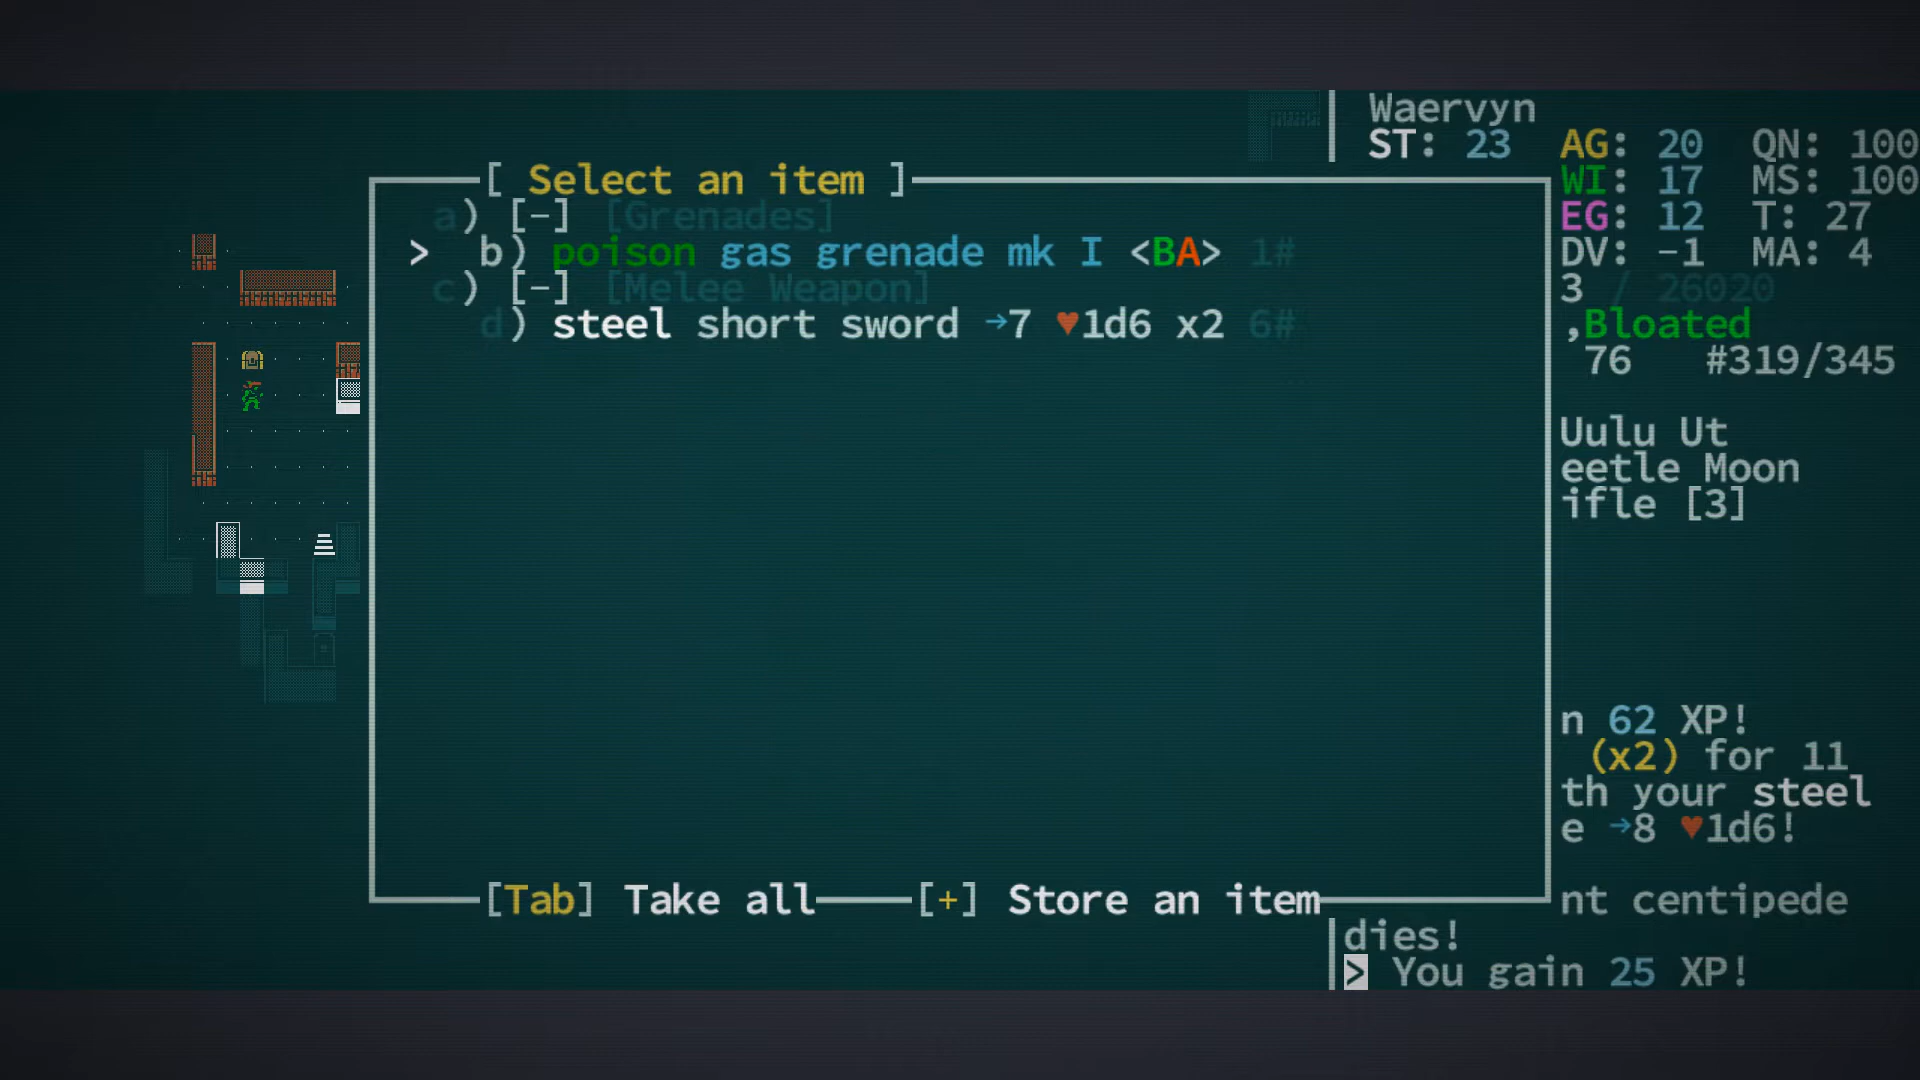 Waervyn
ST: 23 AG: 20 QN: 100
[ Select an item ] WI: 17 MS: 100
a) [-] [Grenades] EG: 12 T: 27
> b) poison gas grenade mk I <BA> 1# DV: -1 MA: 4
c) [-] [Melee Weapon] 3 / 26020
d) steel short sword →7 ♥1d6 x2 6# ,Bloated
76 #319/345
Uulu Ut
eetle Moon
ifle [3]
n 62 XP!
(x2) for 11
th your steel
e →8 ♥1d6!
[Tab] Take all [+] Store an item nt centipede
dies!
> You gain 25 XP!